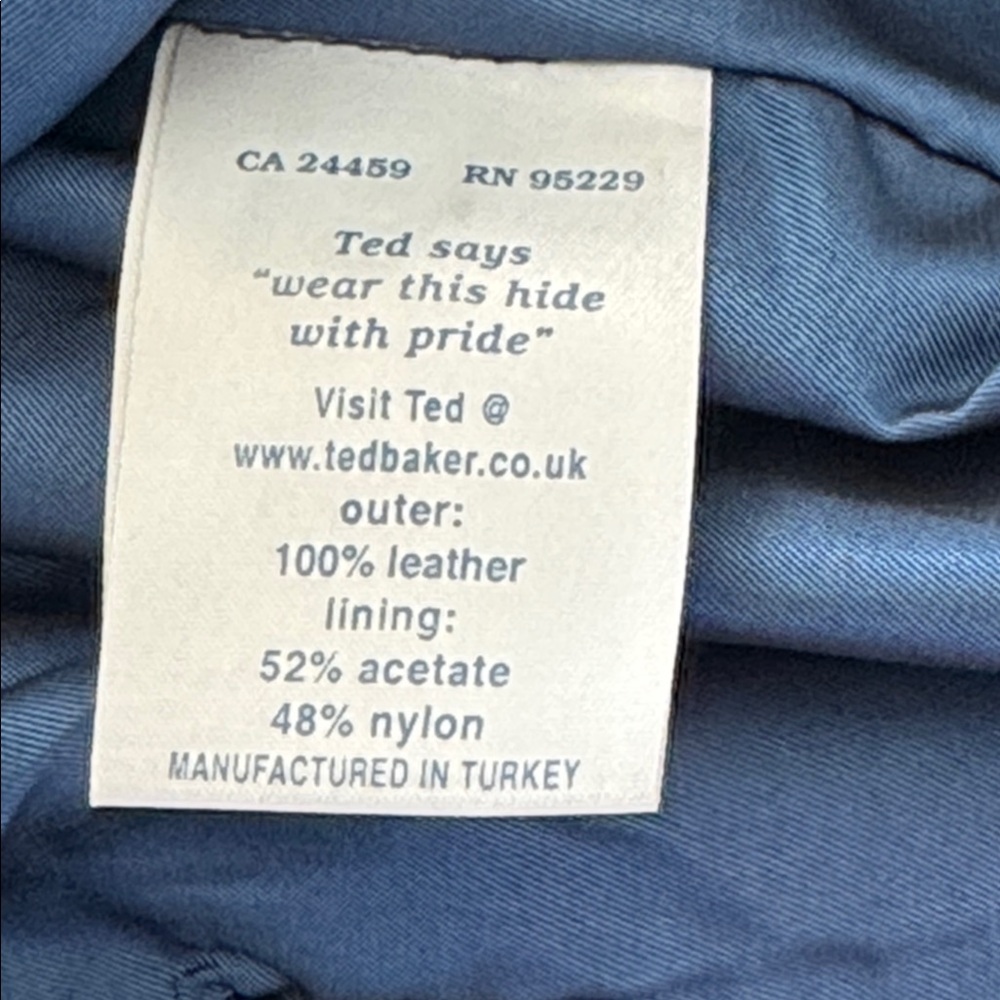 CA 24459 RN 95229
Ted says
“wear this hide
with pride”
Visit Ted @
www.tedbaker.co.uk
outer:
100% leather
lining:
52% acetate
48% nylon
MANUFACTURED IN TURKEY